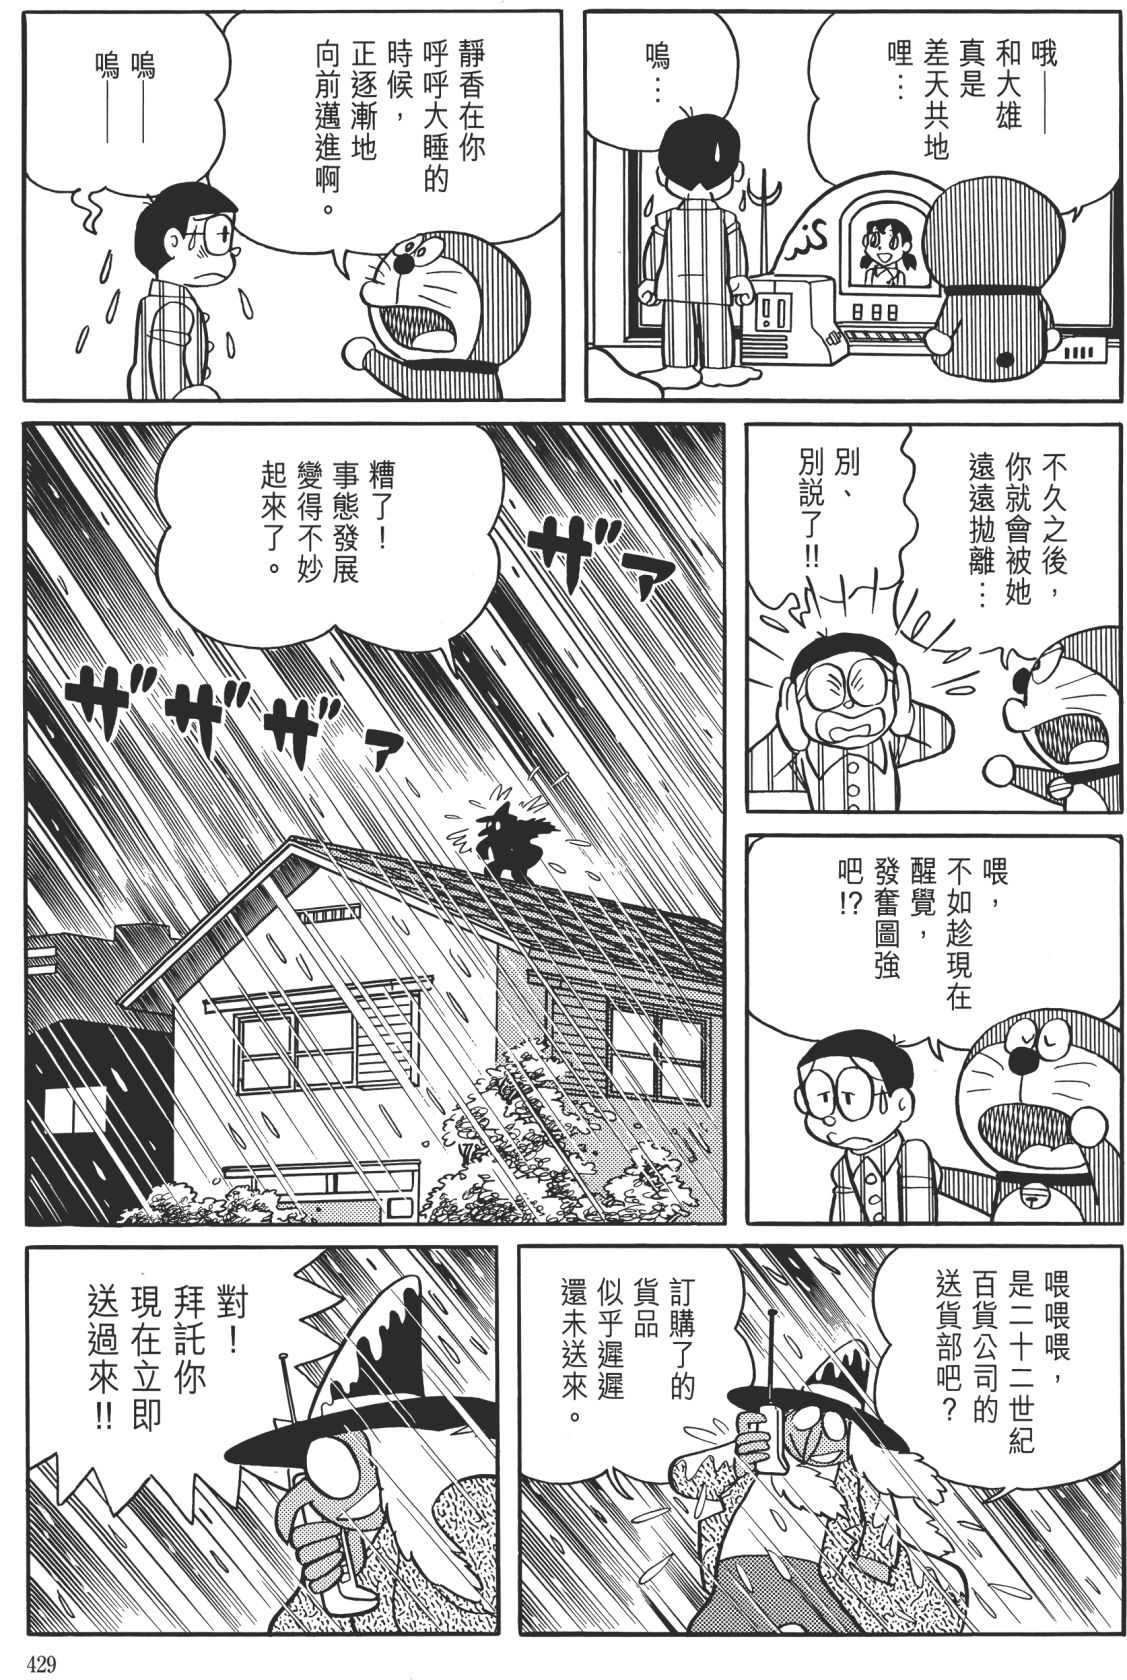 哦——
和大雄
真是
差天共地
哩…
嗚…
靜香在你
呼呼大睡的
時候，
正逐漸地
向前邁進啊。
嗚——
嗚——
不久之後，
你就會被她
遠遠拋離…
別、
別説了!!
喂，
不如趁現在
醒覺，
發奮圖強
吧!?
糟了！
事態發展
變得不妙
起來了。
ザァ
ザザザァ
喂喂喂，
是二十二世紀
百貨公司的
送貨部吧？
訂購了的
貨品
似乎遲遲
還未送來。
對！
拜託你
現在立即
送過來!!
429